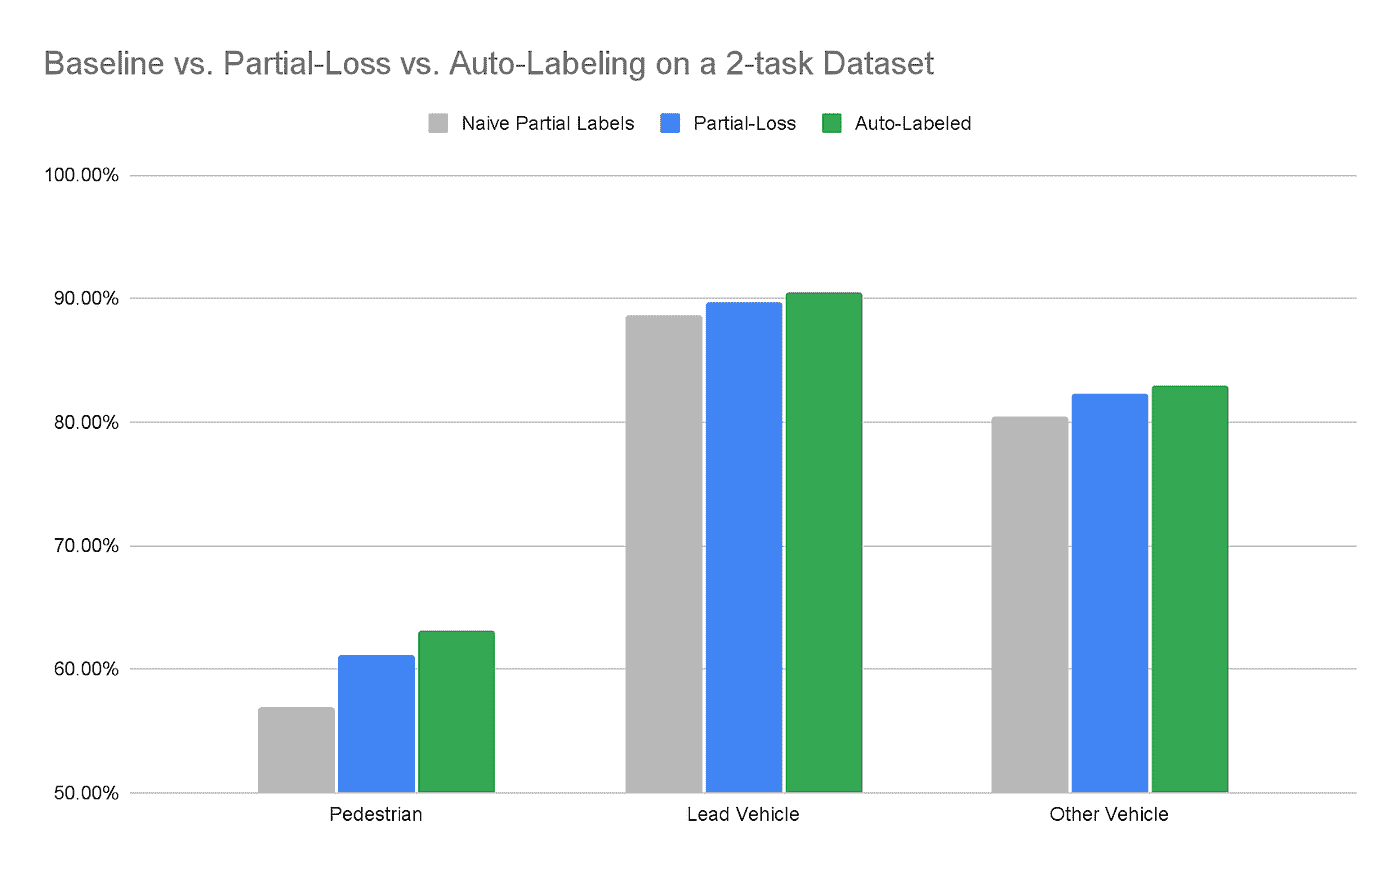 Baseline vs. Partial-Loss vs. Auto-Labeling on a 2-task Dataset
Naive Partial Labels Partial-Loss Auto-Labeled
100.00%
90.00%
80.00%
70.00%
60.00%
50.00%
Pedestrian Lead Vehicle Other Vehicle